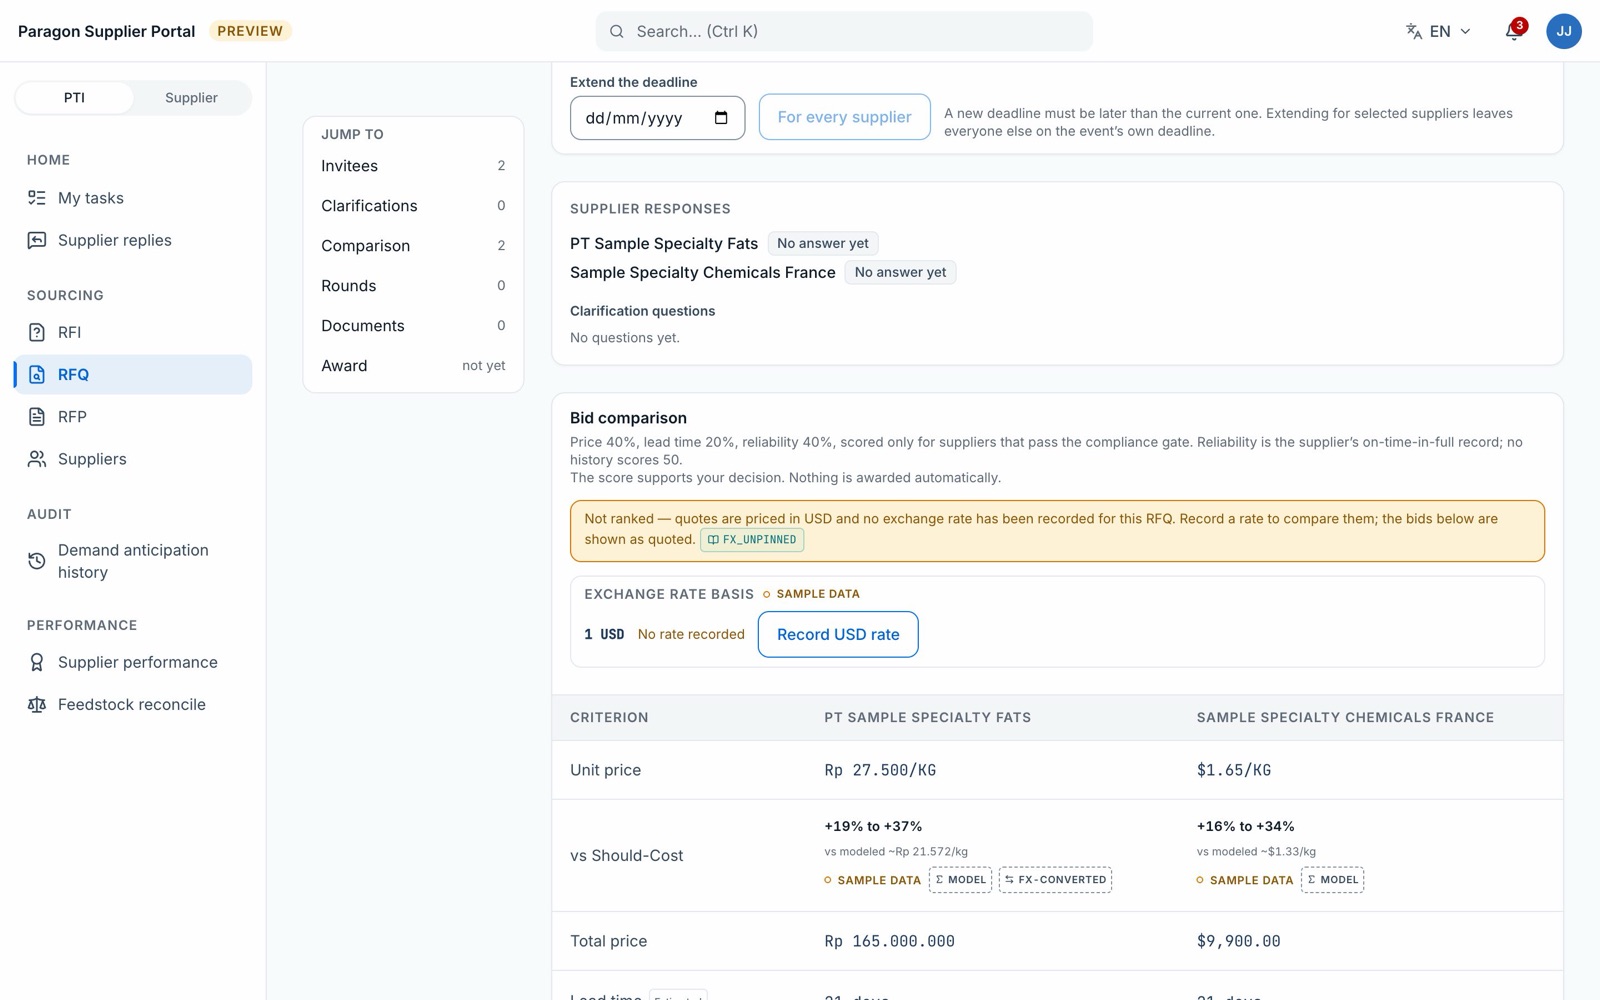 Paragon Supplier Portal PREVIEW
Search... (Ctrl K)
EN
3
JJ
PTI
Supplier
HOME
My tasks
Supplier replies
SOURCING
RFI
RFQ
RFP
Suppliers
AUDIT
Demand anticipation
history
PERFORMANCE
Supplier performance
Feedstock reconcile
JUMP TO
Invitees 2
Clarifications 0
Comparison 2
Rounds 0
Documents 0
Award not yet
Extend the deadline
dd/mm/yyyy
For every supplier
A new deadline must be later than the current one. Extending for selected suppliers leaves
everyone else on the event's own deadline.
SUPPLIER RESPONSES
PT Sample Specialty Fats No answer yet
Sample Specialty Chemicals France No answer yet
Clarification questions
No questions yet.
Bid comparison
Price 40%, lead time 20%, reliability 40%, scored only for suppliers that pass the compliance gate. Reliability is the supplier's on-time-in-full record; no
history scores 50.
The score supports your decision. Nothing is awarded automatically.
Not ranked — quotes are priced in USD and no exchange rate has been recorded for this RFQ. Record a rate to compare them; the bids below are
shown as quoted. FX_UNPINNED
EXCHANGE RATE BASIS SAMPLE DATA
1 USD No rate recorded Record USD rate
CRITERION PT SAMPLE SPECIALTY FATS SAMPLE SPECIALTY CHEMICALS FRANCE
Unit price Rp 27.500/KG $1.65/KG
vs Should-Cost
+19% to +37%
vs modeled ~Rp 21.572/kg
SAMPLE DATA Σ MODEL FX-CONVERTED
+16% to +34%
vs modeled ~$1.33/kg
SAMPLE DATA Σ MODEL
Total price Rp 165.000.000 $9,900.00
Lead time